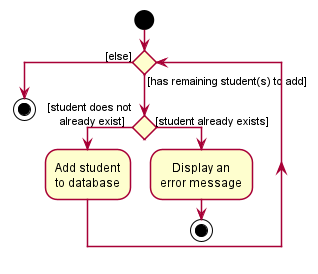 [else]
[has remaining student(s) to add]
[student does not
already exist]
[student already exists]
Add student
to database
Display an
error message